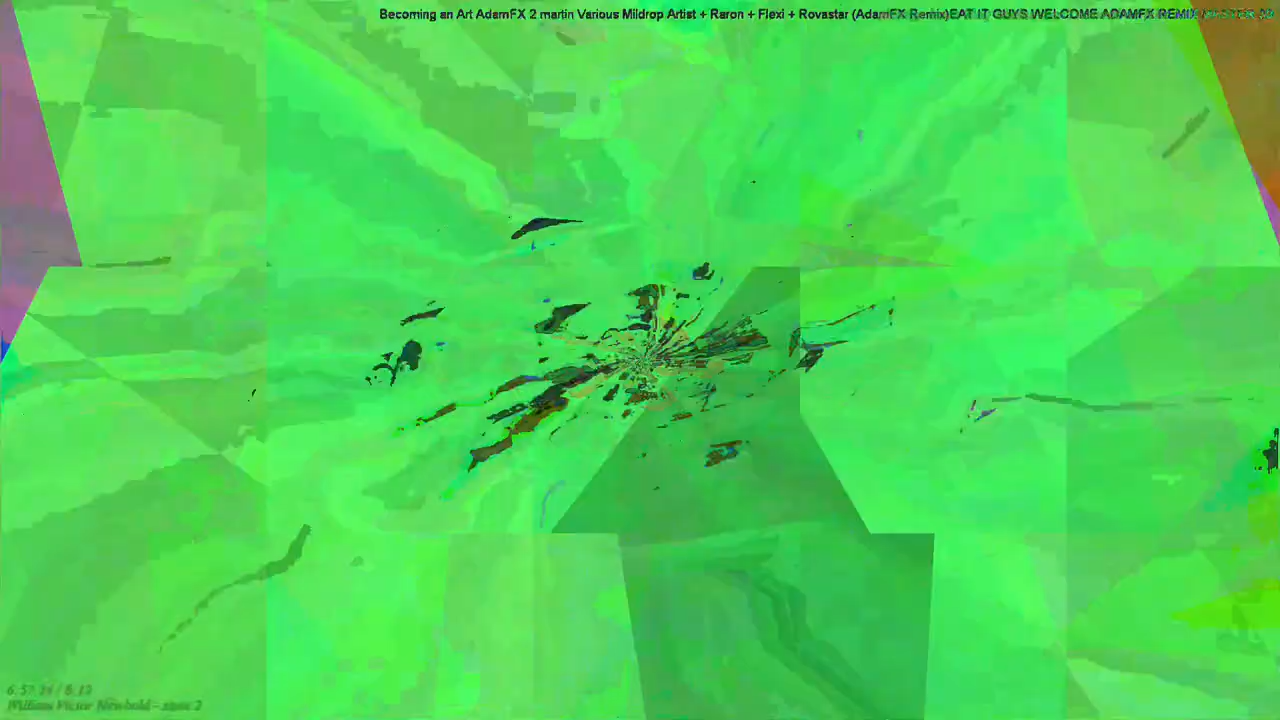 Becoming an Art AdamFX 2 martin Various Mildrop Artist + Raron + Flexi + Rovastar (AdamFX Remix)EAT IT GUYS WELCOME ADAMFX REMIX
William Victor Newbold -